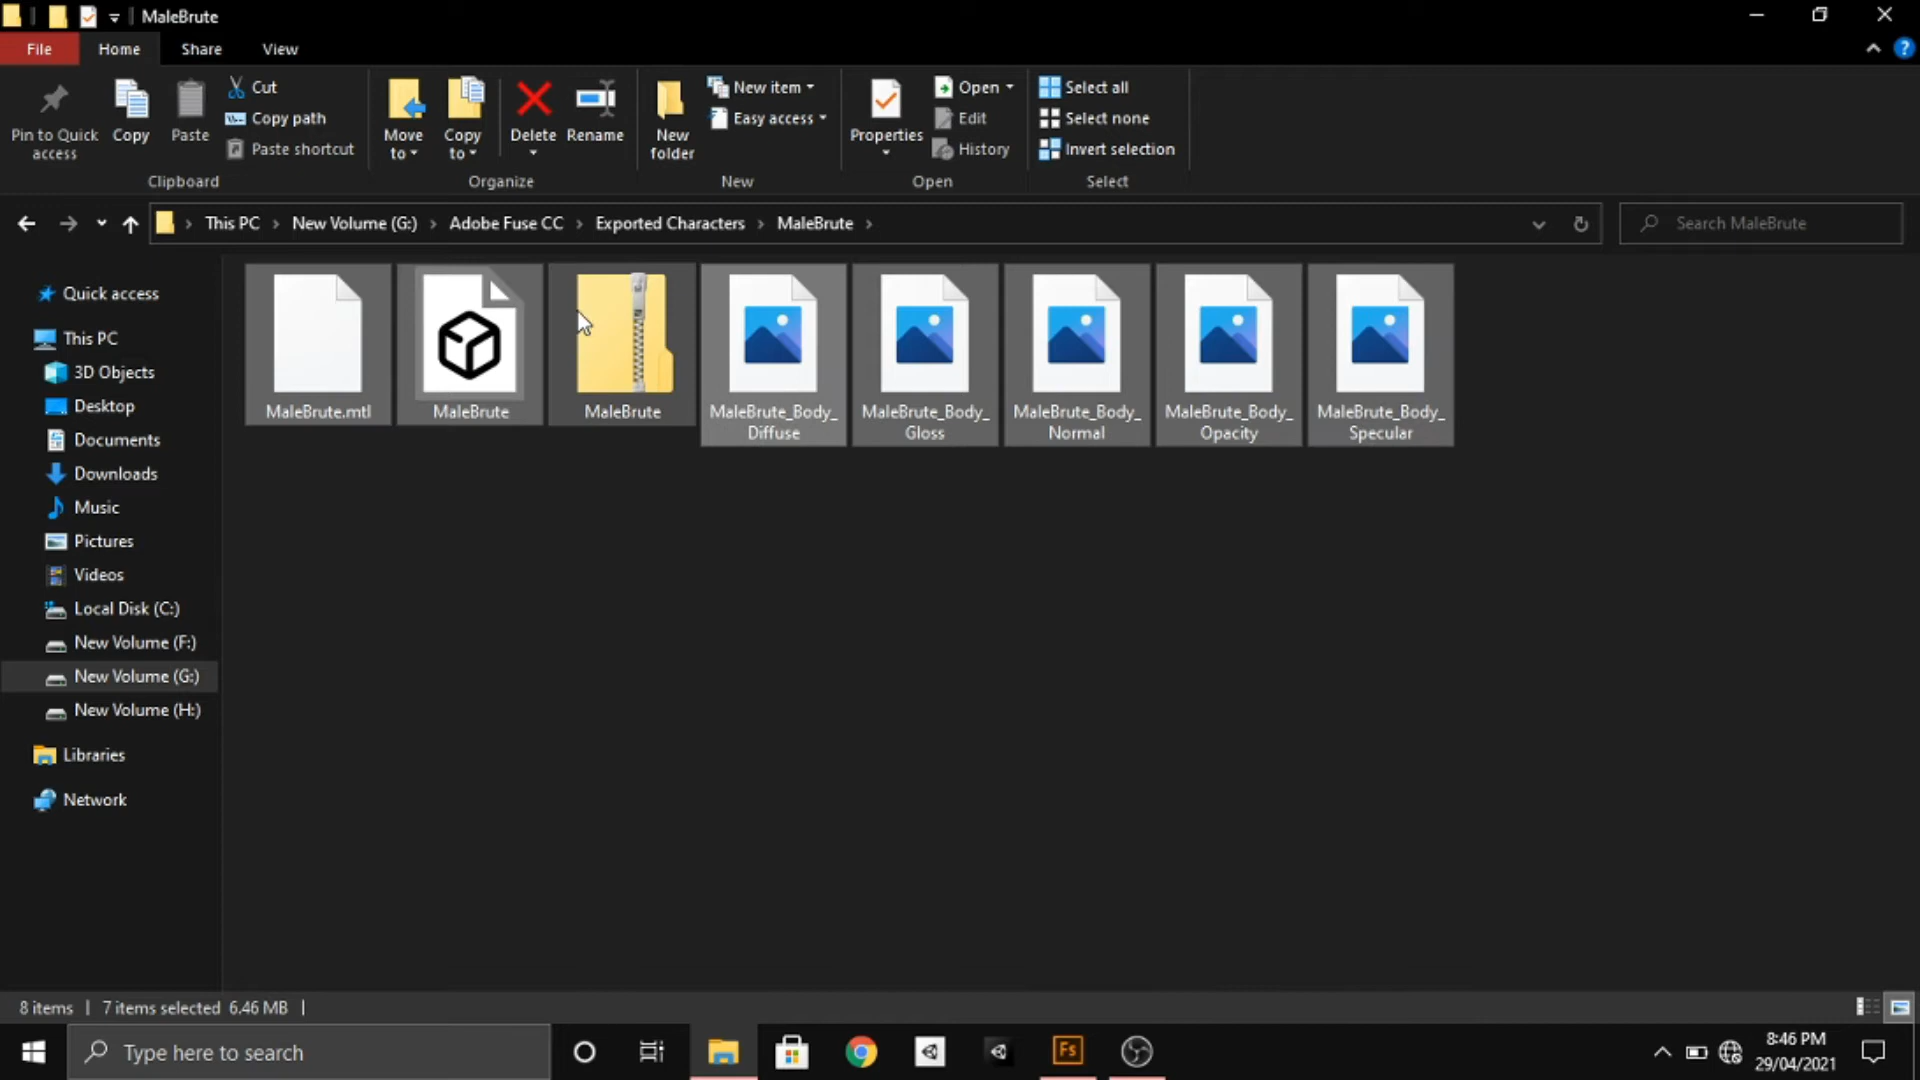 MaleBrute
File
Home
Share
View
Pin to Quick
access
Copy
Paste
Cut
Copy path
Paste shortcut
Clipboard
Move
to
Copy
to
Delete
Rename
Organize
New
folder
New item
Easy access
New
Properties
Open
Edit
History
Open
Select all
Select none
Invert selection
Select
This PC
New Volume (G:)
Adobe Fuse CC
Exported Characters
MaleBrute
Search MaleBrute
Quick access
This PC
3D Objects
Desktop
Documents
Downloads
Music
Pictures
Videos
Local Disk (C:)
New Volume (F:)
New Volume (G:)
New Volume (H:)
Libraries
Network
MaleBrute.mtl
MaleBrute
MaleBrute
MaleBrute_Body_
Diffuse
MaleBrute_Body_
Gloss
MaleBrute_Body_
Normal
MaleBrute_Body_
Opacity
MaleBrute_Body_
Specular
8 items
7 items selected 6.46 MB
Type here to search
Fs
8:46 PM
29/04/2021